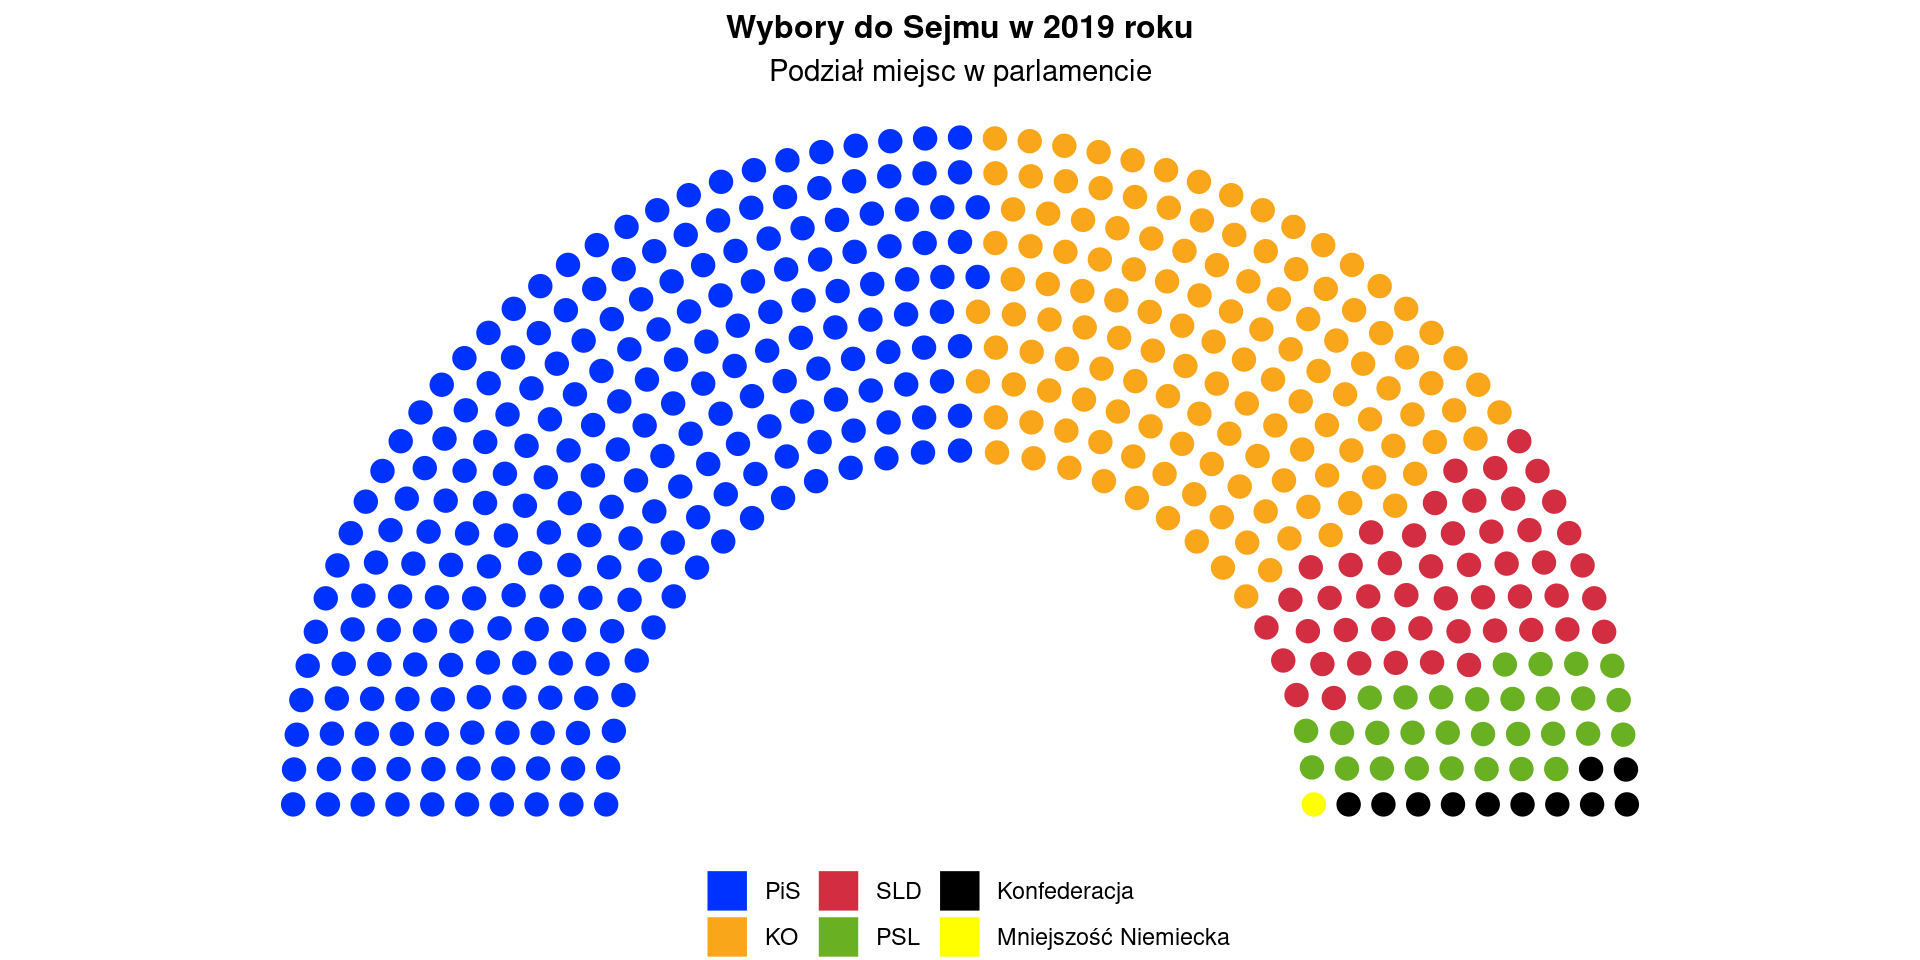 Wybory do Sejmu w 2019 roku
Podział miejsc w parlamencie
PiS SLD Konfederacja
KO PSL Mniejszość Niemiecka